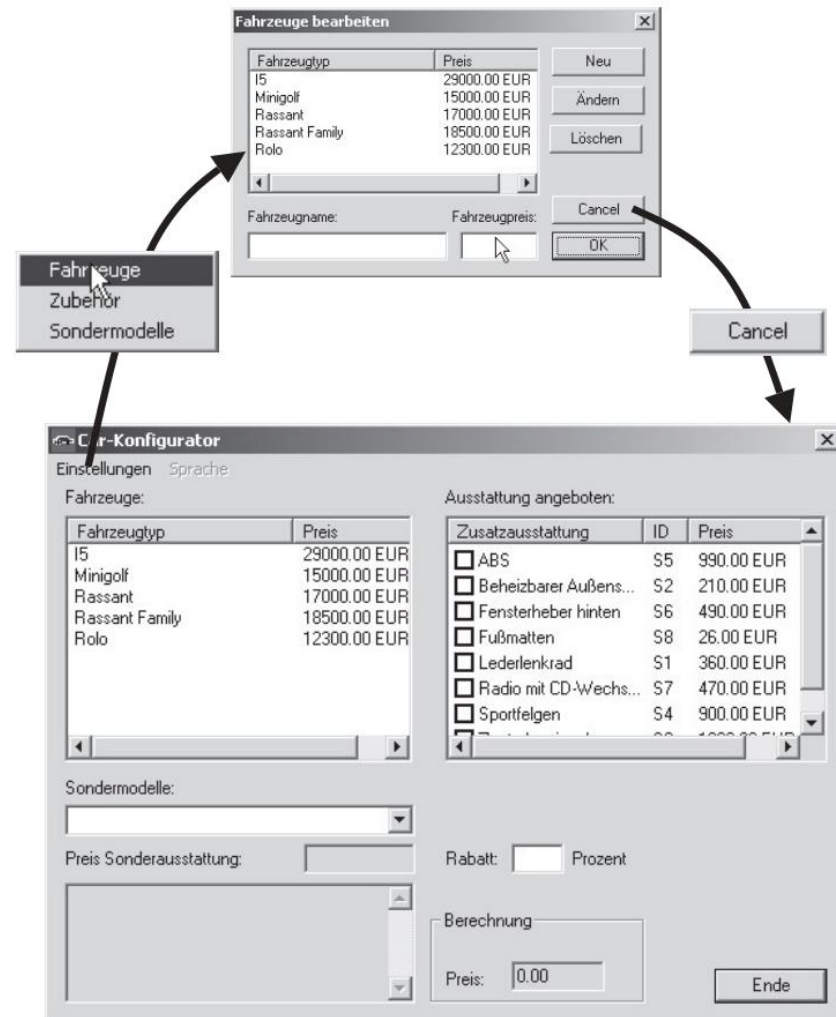 Fahrzeuge bearbeiten
Fahrzeugtyp Preis
I5 29000.00 EUR
Minigolf 15000.00 EUR
Rassant 17000.00 EUR
Rassant Family 18500.00 EUR
Rolo 12300.00 EUR
Neu
Ändern
Löschen
Cancel
OK
Fahrzeugname: Fahrzeugpreis:
Fahrzeuge
Zubehör
Sondermodelle
Cancel
Car-Konfigurator
Einstellungen Sprache
Fahrzeuge:
Fahrzeugtyp Preis
I5 29000.00 EUR
Minigolf 15000.00 EUR
Rassant 17000.00 EUR
Rassant Family 18500.00 EUR
Rolo 12300.00 EUR
Ausstattung angeboten:
Zusatzausstattung ID Preis
ABS S5 990.00 EUR
Beheizbarer Außens... S2 210.00 EUR
Fensterheber hinten S6 490.00 EUR
Fußmatten S8 26.00 EUR
Lederlenkrad S1 360.00 EUR
Radio mit CD-Wechs... S7 470.00 EUR
Sportfelgen S4 900.00 EUR
Sondermodelle:
Preis Sonderausstattung:
Rabatt: Prozent
Berechnung
Preis: 0.00
Ende